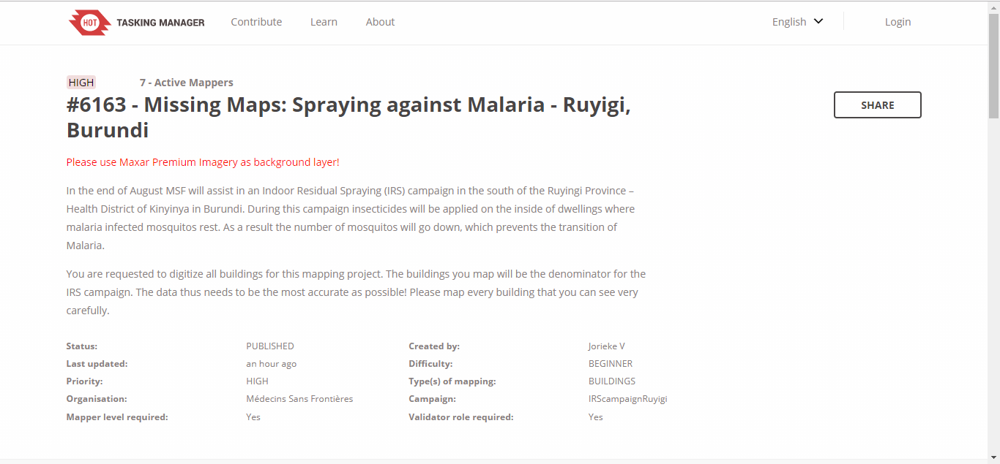 HOT TASKING MANAGER Contribute Learn About English Login
HIGH 7 - Active Mappers
#6163 - Missing Maps: Spraying against Malaria - Ruyigi,
Burundi
SHARE
Please use Maxar Premium Imagery as background layer!
In the end of August MSF will assist in an Indoor Residual Spraying (IRS) campaign in the south of the Ruyingi Province –
Health District of Kinyinya in Burundi. During this campaign insecticides will be applied on the inside of dwellings where
malaria infected mosquitos rest. As a result the number of mosquitos will go down, which prevents the transition of
Malaria.
You are requested to digitize all buildings for this mapping project. The buildings you map will be the denominator for the
IRS campaign. The data thus needs to be the most accurate as possible! Please map every building that you can see very
carefully.
Status: PUBLISHED Created by: Jorieke V
Last updated: an hour ago Difficulty: BEGINNER
Priority: HIGH Type(s) of mapping: BUILDINGS
Organisation: Médecins Sans Frontières Campaign: IRScampaignRuyigi
Mapper level required: Yes Validator role required: Yes